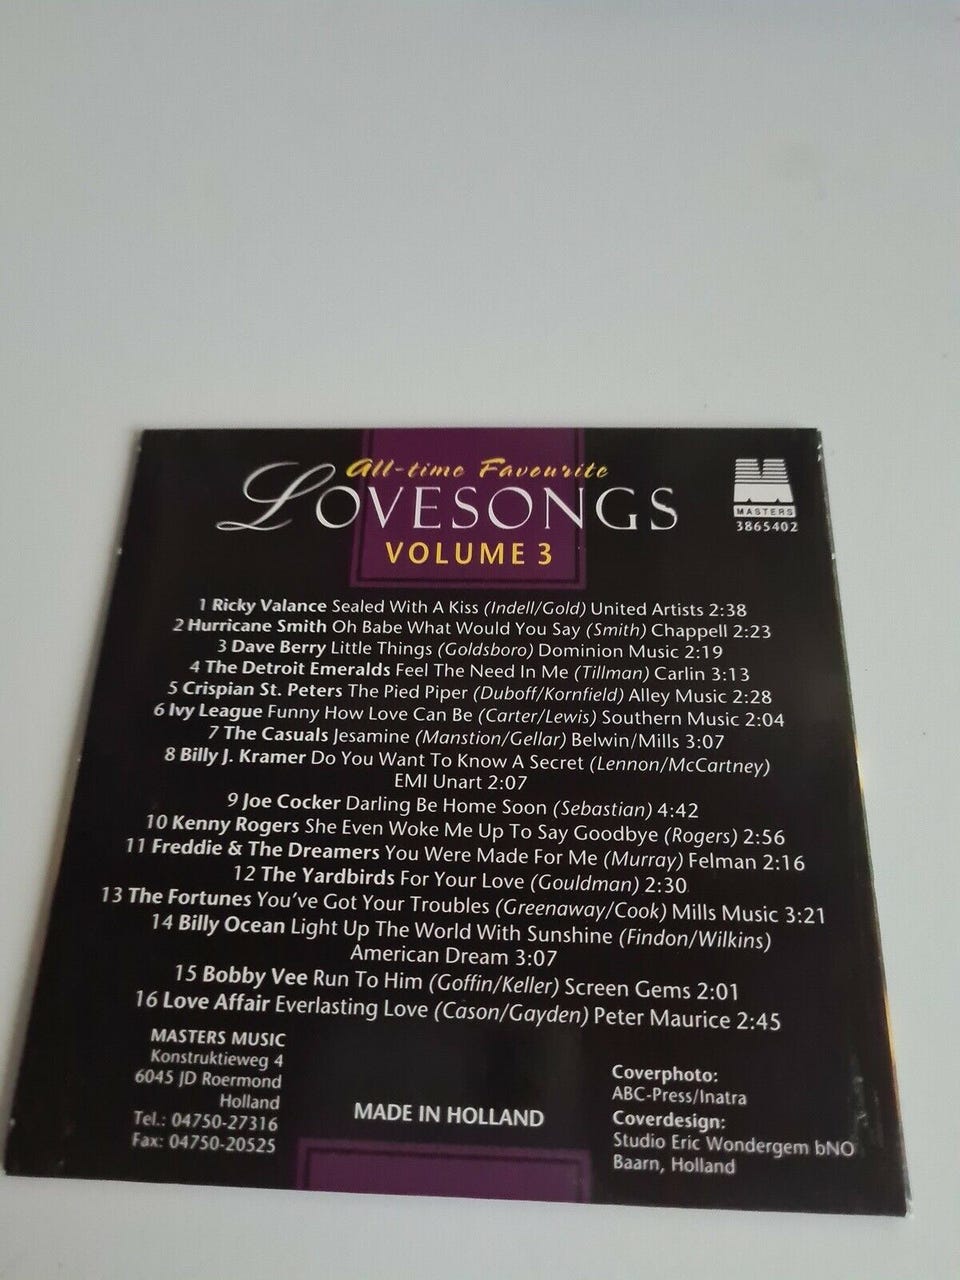 All-time Favourite
LOVESONGS
VOLUME 3
MASTERS
3865402
1 Ricky Valance Sealed With A Kiss (Indell/Gold) United Artists 2:38
2 Hurricane Smith Oh Babe What Would You Say (Smith) Chappell 2:23
3 Dave Berry Little Things (Goldsboro) Dominion Music 2:19
4 The Detroit Emeralds Feel The Need In Me (Tillman) Carlin 3:13
5 Crispian St. Peters The Pied Piper (Duboff/Kornfield) Alley Music 2:28
6 Ivy League Funny How Love Can Be (Carter/Lewis) Southern Music 2:04
7 The Casuals Jesamine (Manstion/Gellar) Belwin/Mills 3:07
8 Billy J. Kramer Do You Want To Know A Secret (Lennon/McCartney)
EMI Unart 2:07
9 Joe Cocker Darling Be Home Soon (Sebastian) 4:42
10 Kenny Rogers She Even Woke Me Up To Say Goodbye (Rogers) 2:56
11 Freddie & The Dreamers You Were Made For Me (Murray) Felman 2:16
12 The Yardbirds For Your Love (Gouldman) 2:30
13 The Fortunes You've Got Your Troubles (Greenaway/Cook) Mills Music 3:21
14 Billy Ocean Light Up The World With Sunshine (Findon/Wilkins)
American Dream 3:07
15 Bobby Vee Run To Him (Goffin/Keller) Screen Gems 2:01
16 Love Affair Everlasting Love (Cason/Gayden) Peter Maurice 2:45
MASTERS MUSIC
Konstruktieweg 4
6045 JD Roermond
Holland
Tel.: 04750-27316
Fax: 04750-20525
MADE IN HOLLAND
Coverphoto:
ABC-Press/Inatra
Coverdesign:
Studio Eric Wondergem bNO
Baarn, Holland